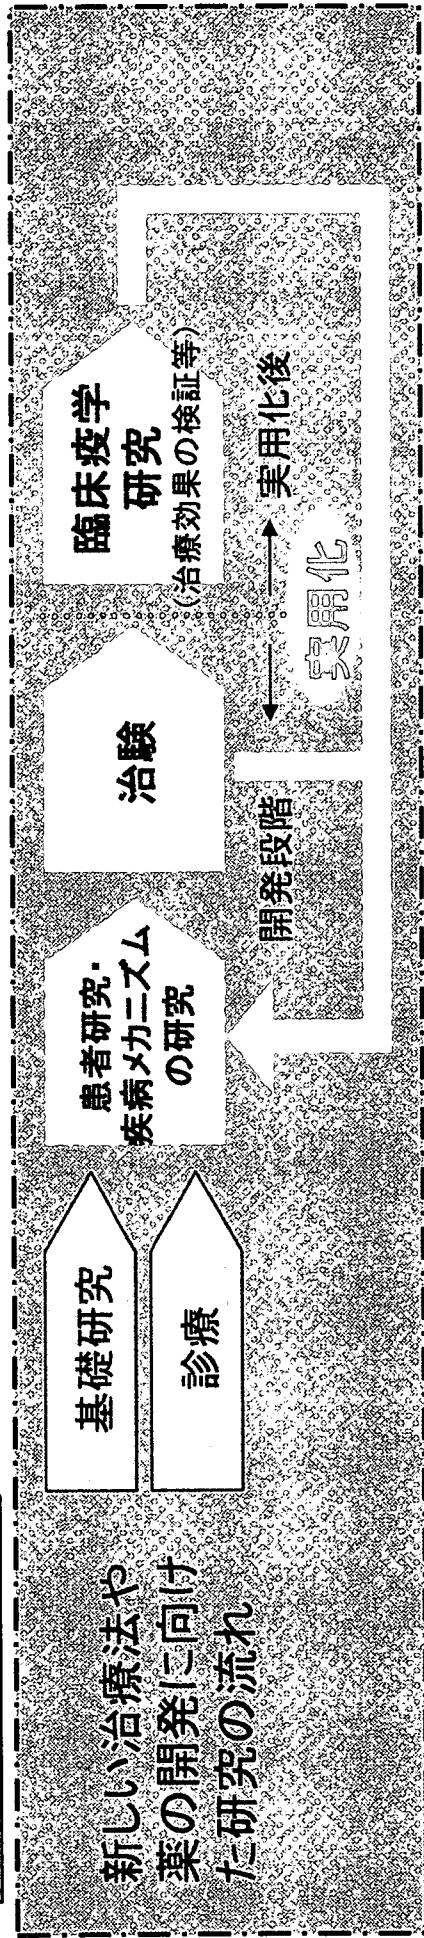 新しい治療法や
薬の開発に向け
た研究の流れ
基礎研究
診療
患者研究・
疾病メカニズム
の研究
治験
臨床疫学
研究
(治療効果の検証等)
開発段階
実用化後
実用化